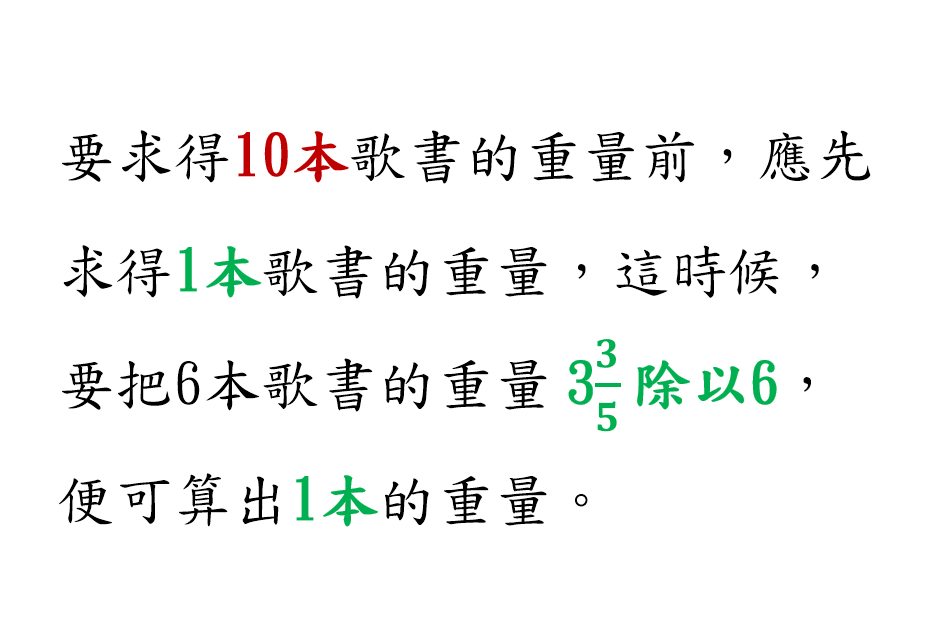 要求得10本歌書的重量前，應先
求得1本歌書的重量，這時候，
要把6本歌書的重量 3 3/5 除以6，
便可算出1本的重量。